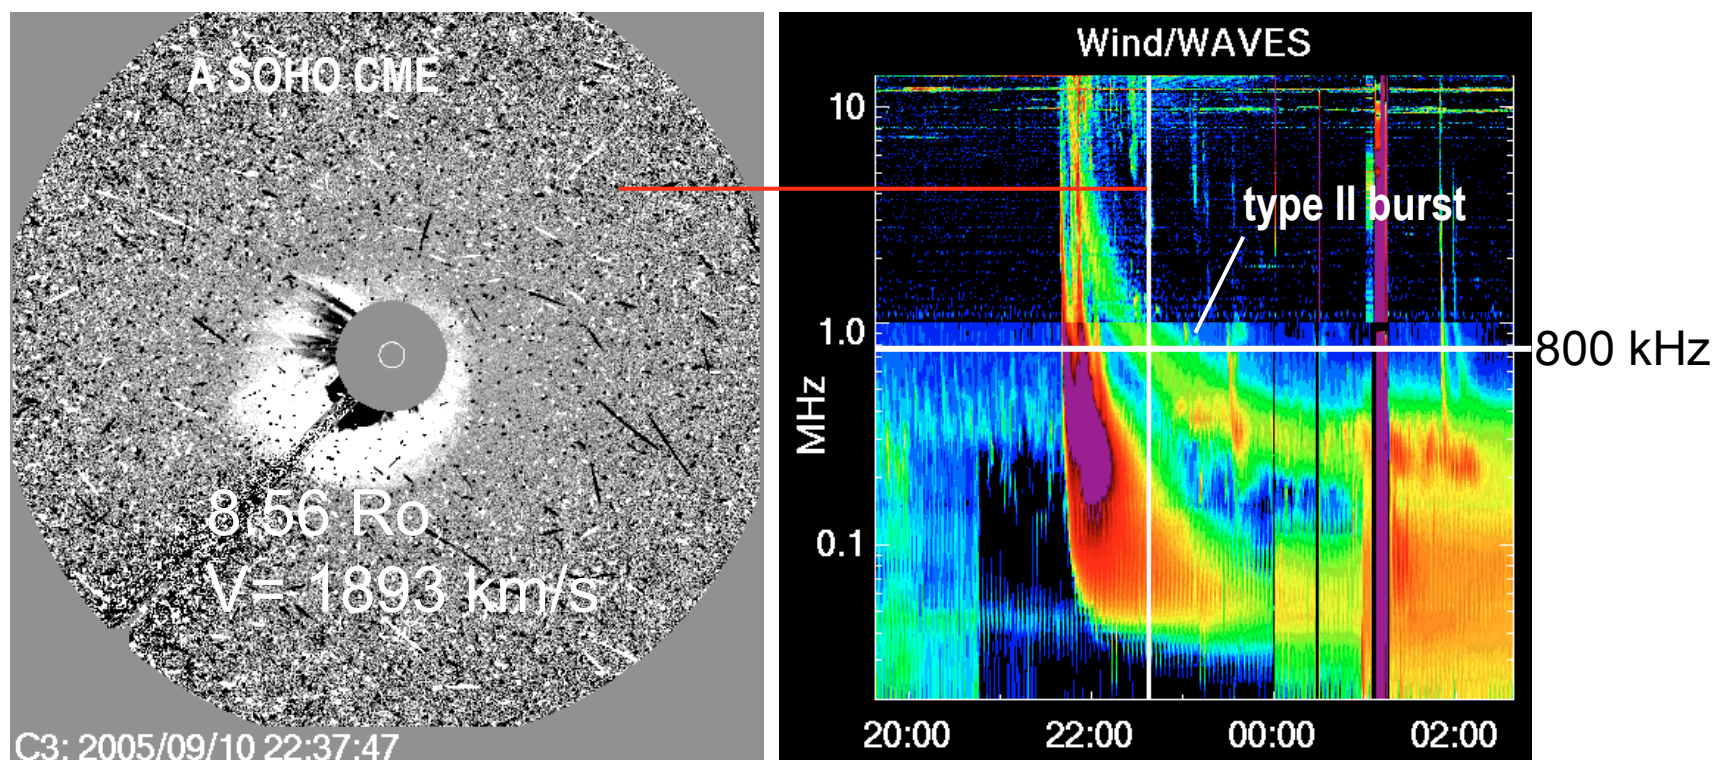 A SOHO CME
8.56 Ro
V= 1893 km/s
C3: 2005/09/10 22:37:47
Wind/WAVES
10
1.0
0.1
MHz
type II burst
800 kHz
20:00 22:00 00:00 02:00